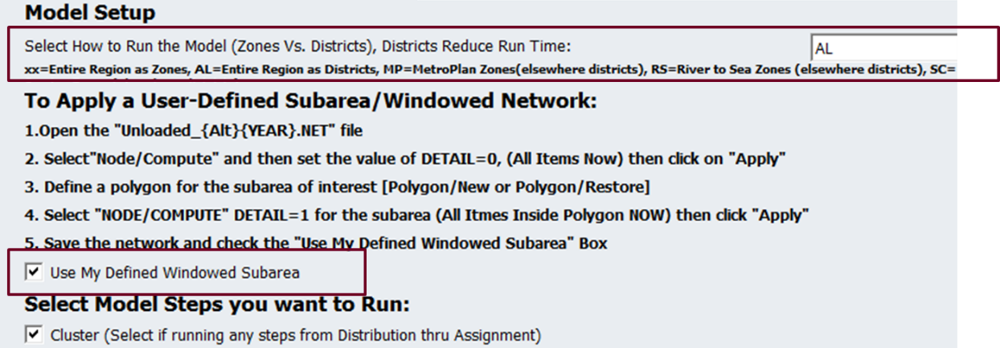 Model Setup
Select How to Run the Model (Zones Vs. Districts), Districts Reduce Run Time:
AL
xx=Entire Region as Zones, AL=Entire Region as Districts, MP=MetroPlan Zones(elsewhere districts), RS=River to Sea Zones (elsewhere districts), SC=
To Apply a User-Defined Subarea/Windowed Network:
1.Open the "Unloaded_{Alt}{YEAR}.NET" file
2. Select"Node/Compute" and then set the value of DETAIL=0, (All Items Now) then click on "Apply"
3. Define a polygon for the subarea of interest [Polygon/New or Polygon/Restore]
4. Select "NODE/COMPUTE" DETAIL=1 for the subarea (All Itmes Inside Polygon NOW) then click "Apply"
5. Save the network and check the "Use My Defined Windowed Subarea" Box
Use My Defined Windowed Subarea
Select Model Steps you want to Run:
Cluster (Select if running any steps from Distribution thru Assignment)